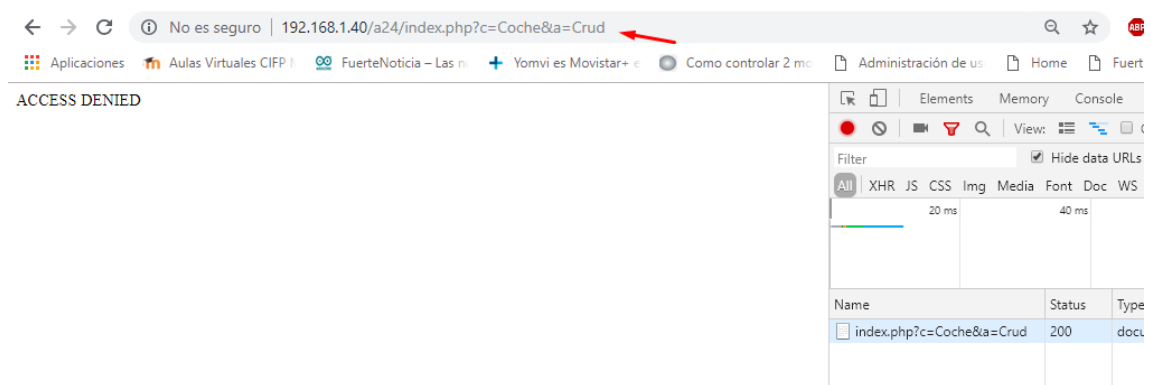 No es seguro | 192.168.1.40/a24/index.php?c=Coche&a=Crud ABP
Aplicaciones Aulas Virtuales CIFP FuerteNoticia – Las n Yomvi es Movistar+ e Como controlar 2 mo Administración de us Home Fuert
ACCESS DENIED
Elements Memory Console
View:
Filter Hide data URLs
All XHR JS CSS Img Media Font Doc WS
20 ms 40 ms
Name Status Type
index.php?c=Coche&a=Crud 200 docu